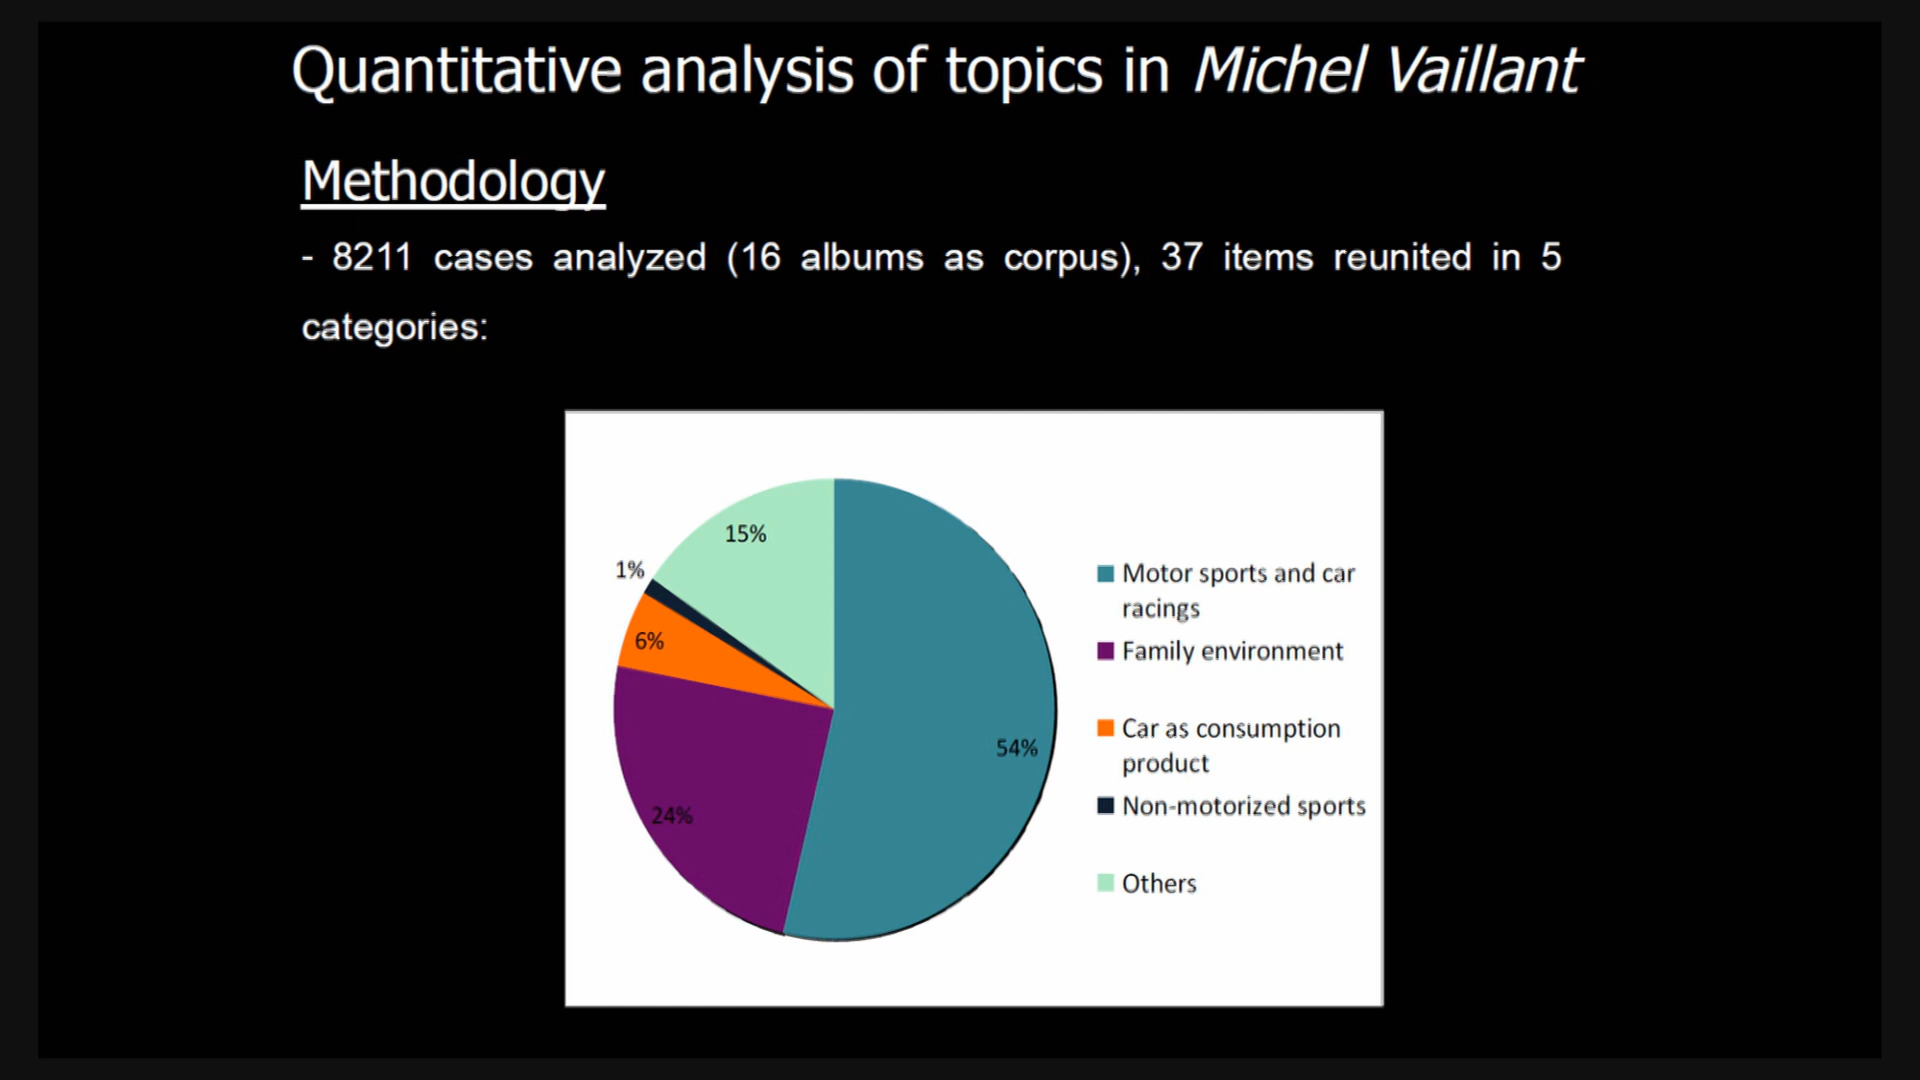 Quantitative analysis of topics in Michel Vaillant
Methodology
- 8211 cases analyzed (16 albums as corpus), 37 items reunited in 5
categories:
15%
1%
6%
54%
24%
Motor sports and car
racings
Family environment
Car as consumption
product
Non-motorized sports
Others